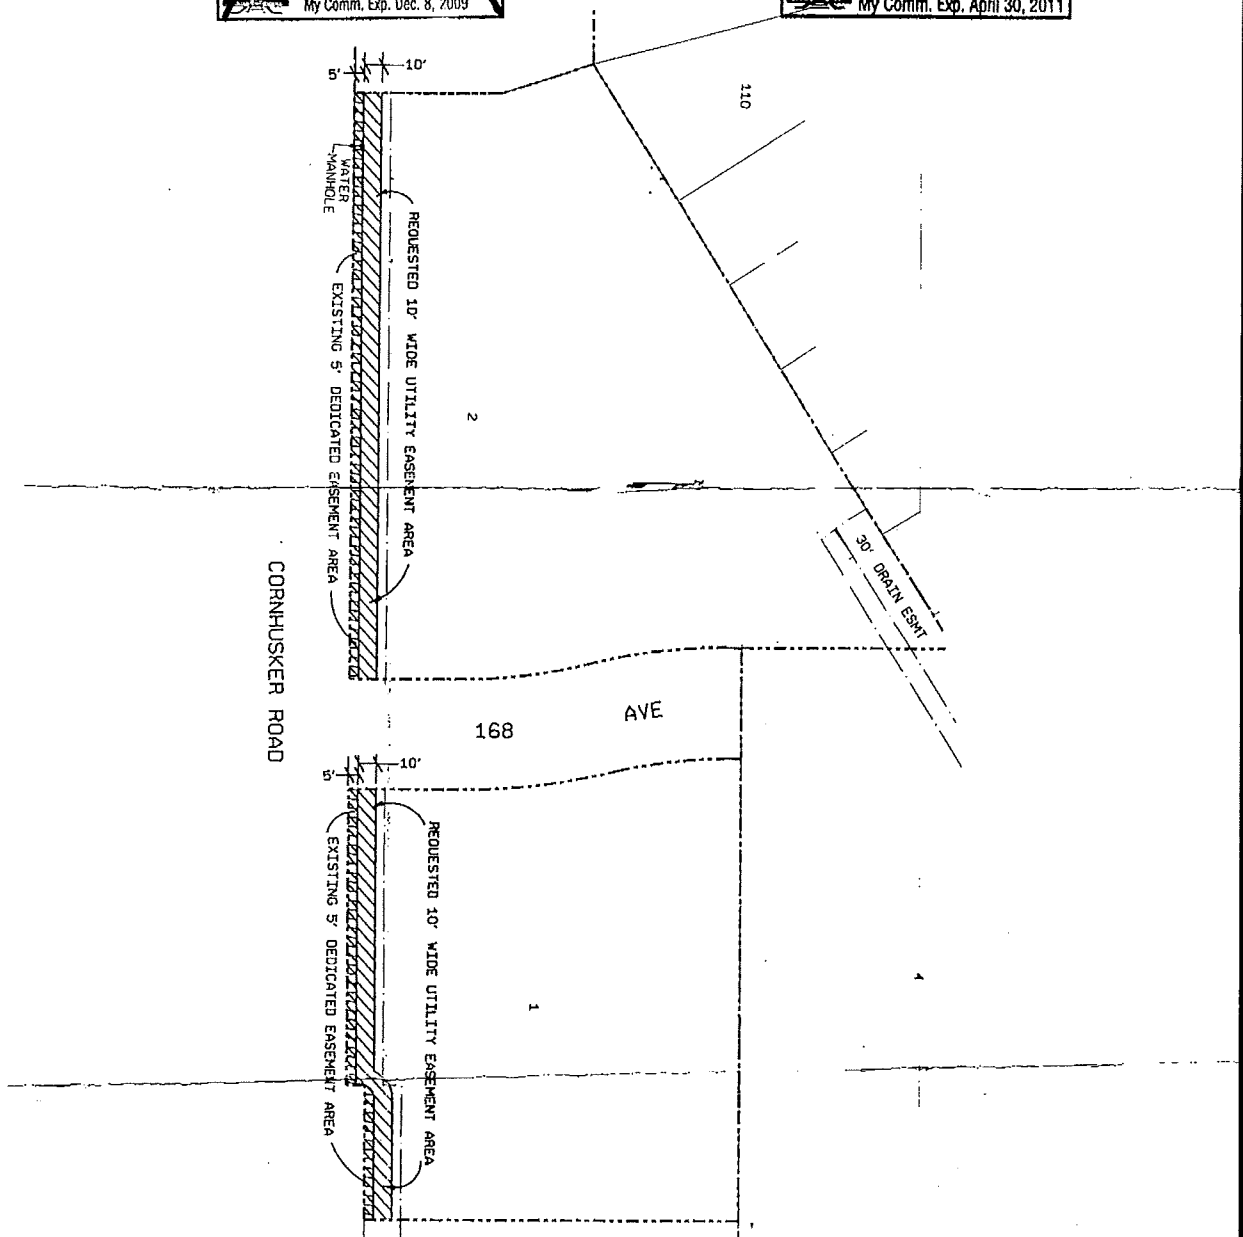 My Comm. Exp. Dec. 8, 2009
My Comm. Exp. April 30, 2011
5'
10'
110
WATER
MANHOLE
REQUESTED 10' WIDE UTILITY EASEMENT AREA
EXISTING 5' DEDICATED EASEMENT AREA
2
30' DRAIN ESMT
CORNHUSKER ROAD
168 AVE
5'
10'
REQUESTED 10' WIDE UTILITY EASEMENT AREA
EXISTING 5' DEDICATED EASEMENT AREA
1
4